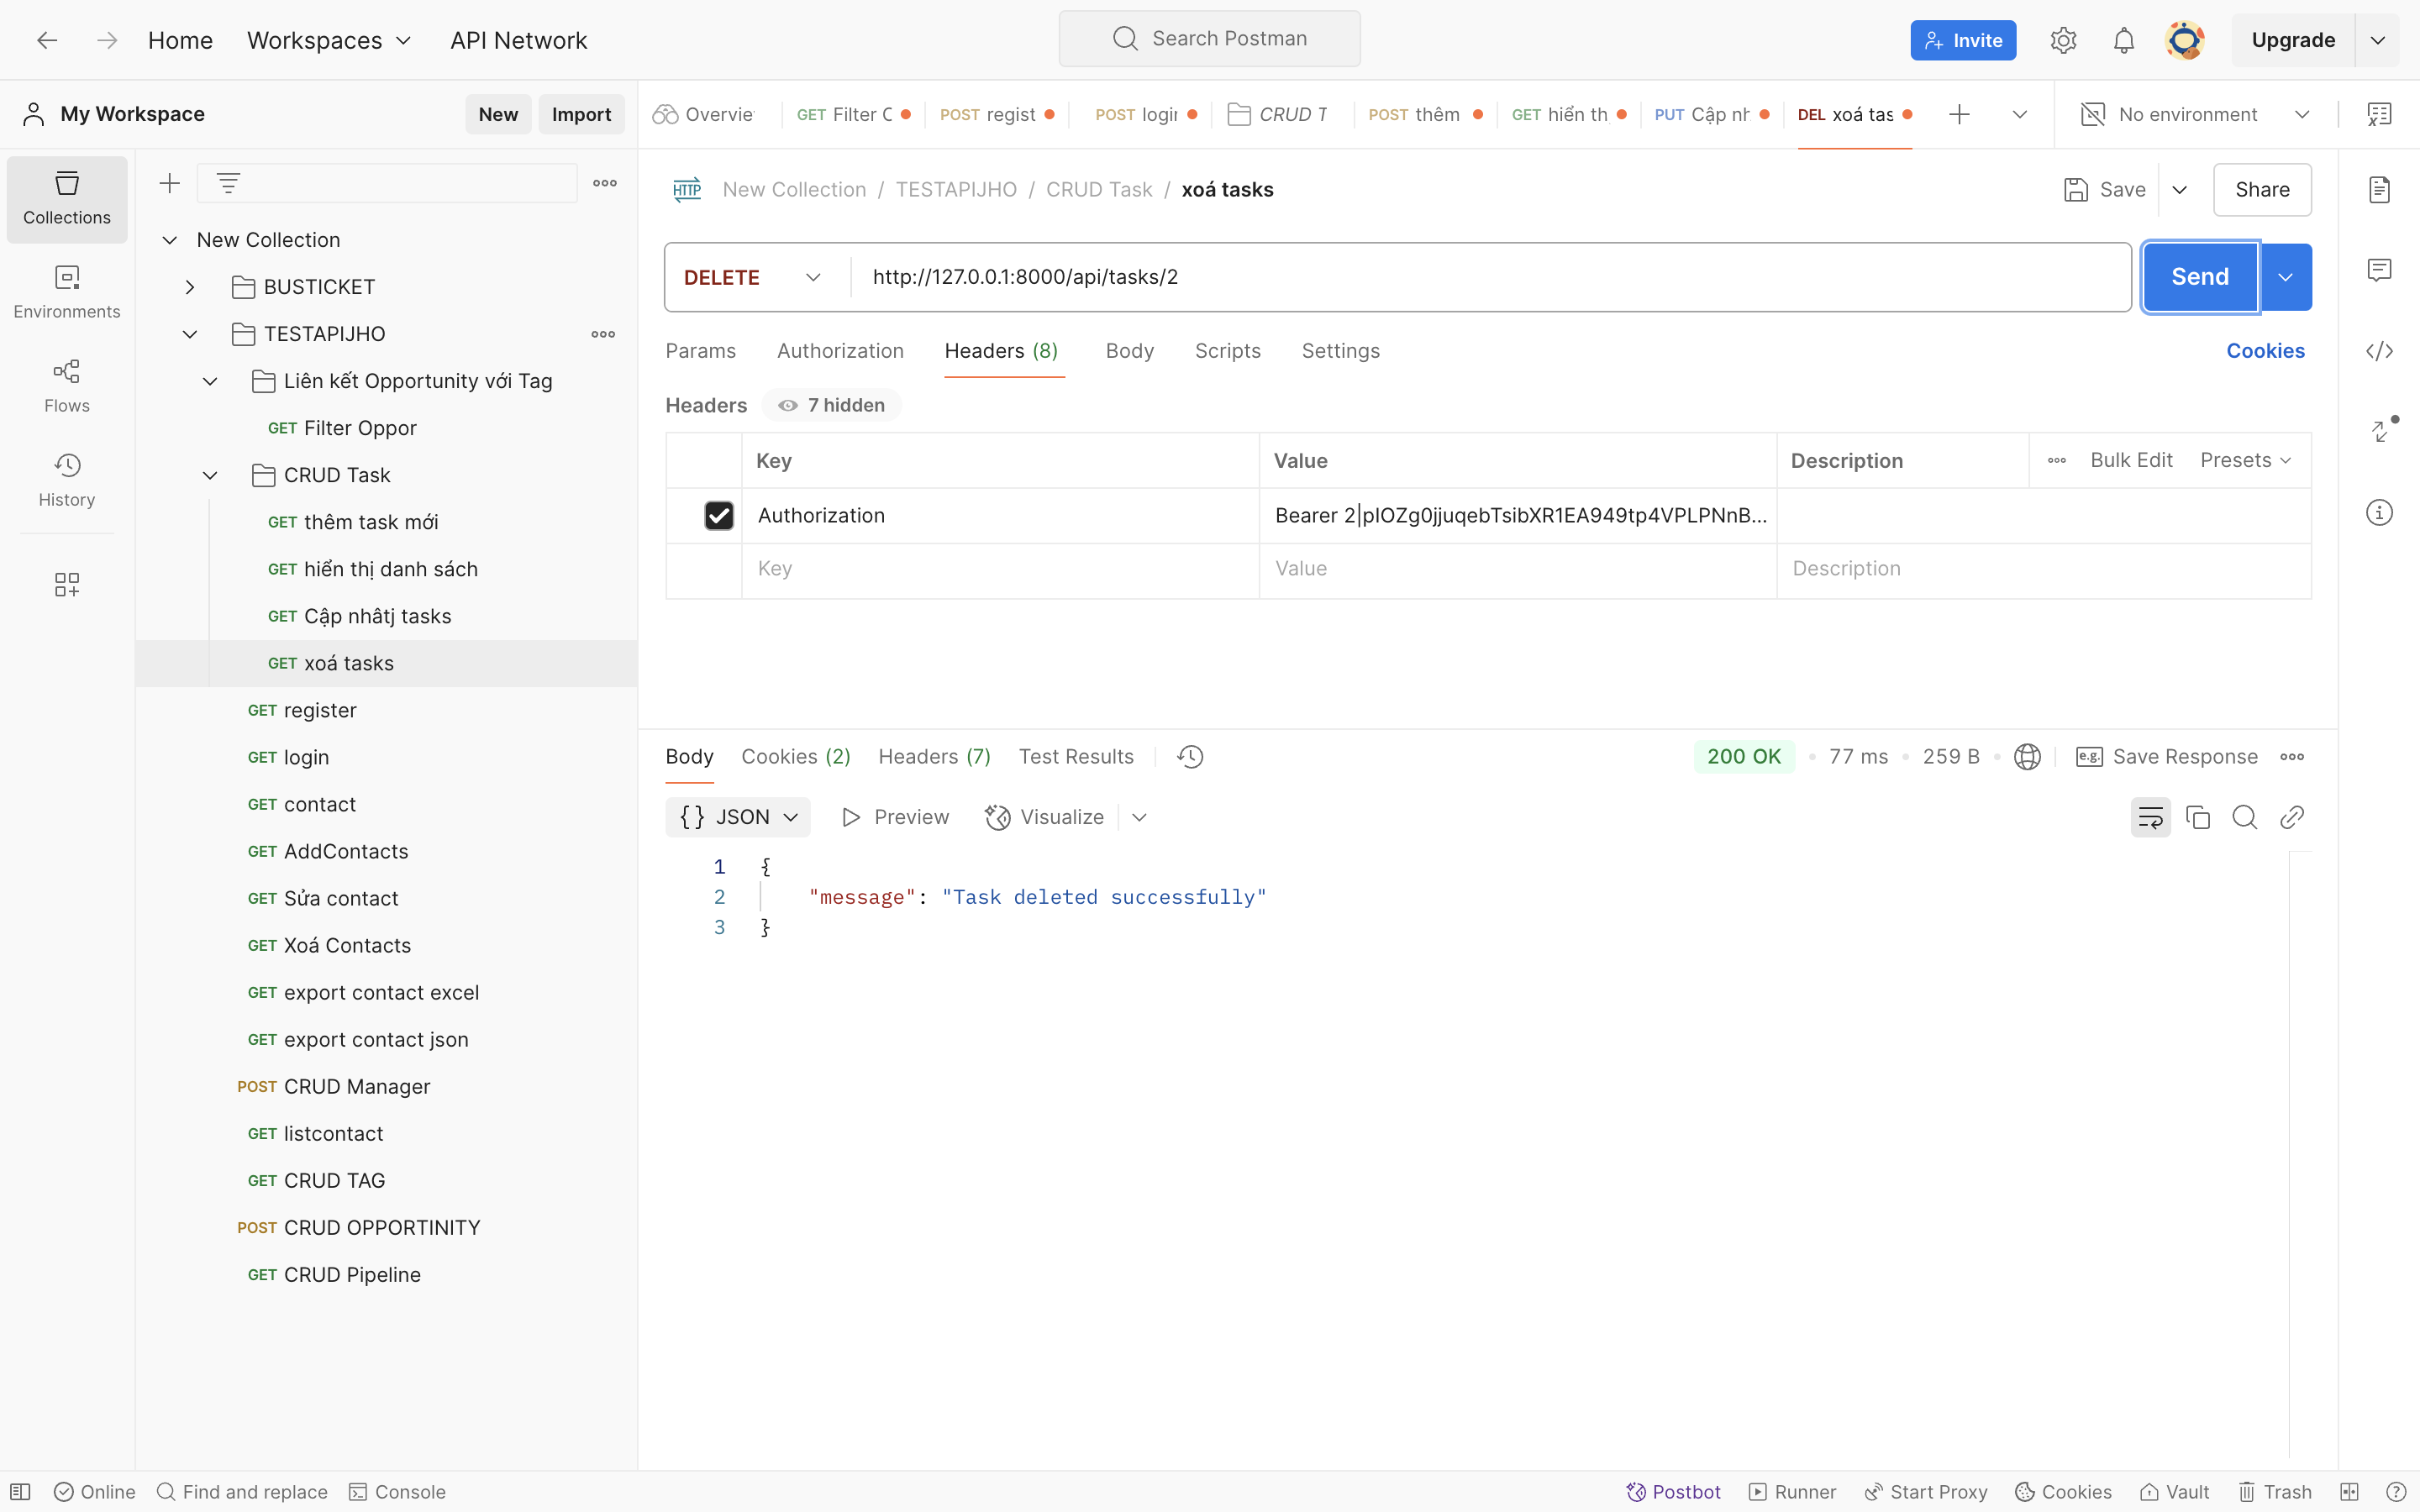 Home Workspaces API Network Search Postman Invite Upgrade
My Workspace New Import Overvie GET Filter C POST regist POST login CRUD T POST thêm GET hiển th PUT Cập nh DEL xoá tas No environment
Collections
Environments
Flows
History
New Collection
BUSTICKET
TESTAPIJHO
Liên kết Opportunity với Tag
GET Filter Oppor
CRUD Task
GET thêm task mới
GET hiển thị danh sách
GET Cập nhâtj tasks
GET xoá tasks
GET register
GET login
GET contact
GET AddContacts
GET Sửa contact
GET Xoá Contacts
GET export contact excel
GET export contact json
POST CRUD Manager
GET listcontact
GET CRUD TAG
POST CRUD OPPORTINITY
GET CRUD Pipeline
HTTP New Collection / TESTAPIJHO / CRUD Task / xoá tasks Save Share
DELETE http://127.0.0.1:8000/api/tasks/2 Send
Params Authorization Headers (8) Body Scripts Settings Cookies
Headers 7 hidden
Key Value Description Bulk Edit Presets
Authorization Bearer 2|plOZg0jjuqebTsibXR1EA949tp4VPLPNnB...
Key Value Description
Body Cookies (2) Headers (7) Test Results 200 OK 77 ms 259 B e.g. Save Response
{} JSON Preview Visualize
1 {
2 "message": "Task deleted successfully"
3 }
Online Find and replace Console Postbot Runner Start Proxy Cookies Vault Trash